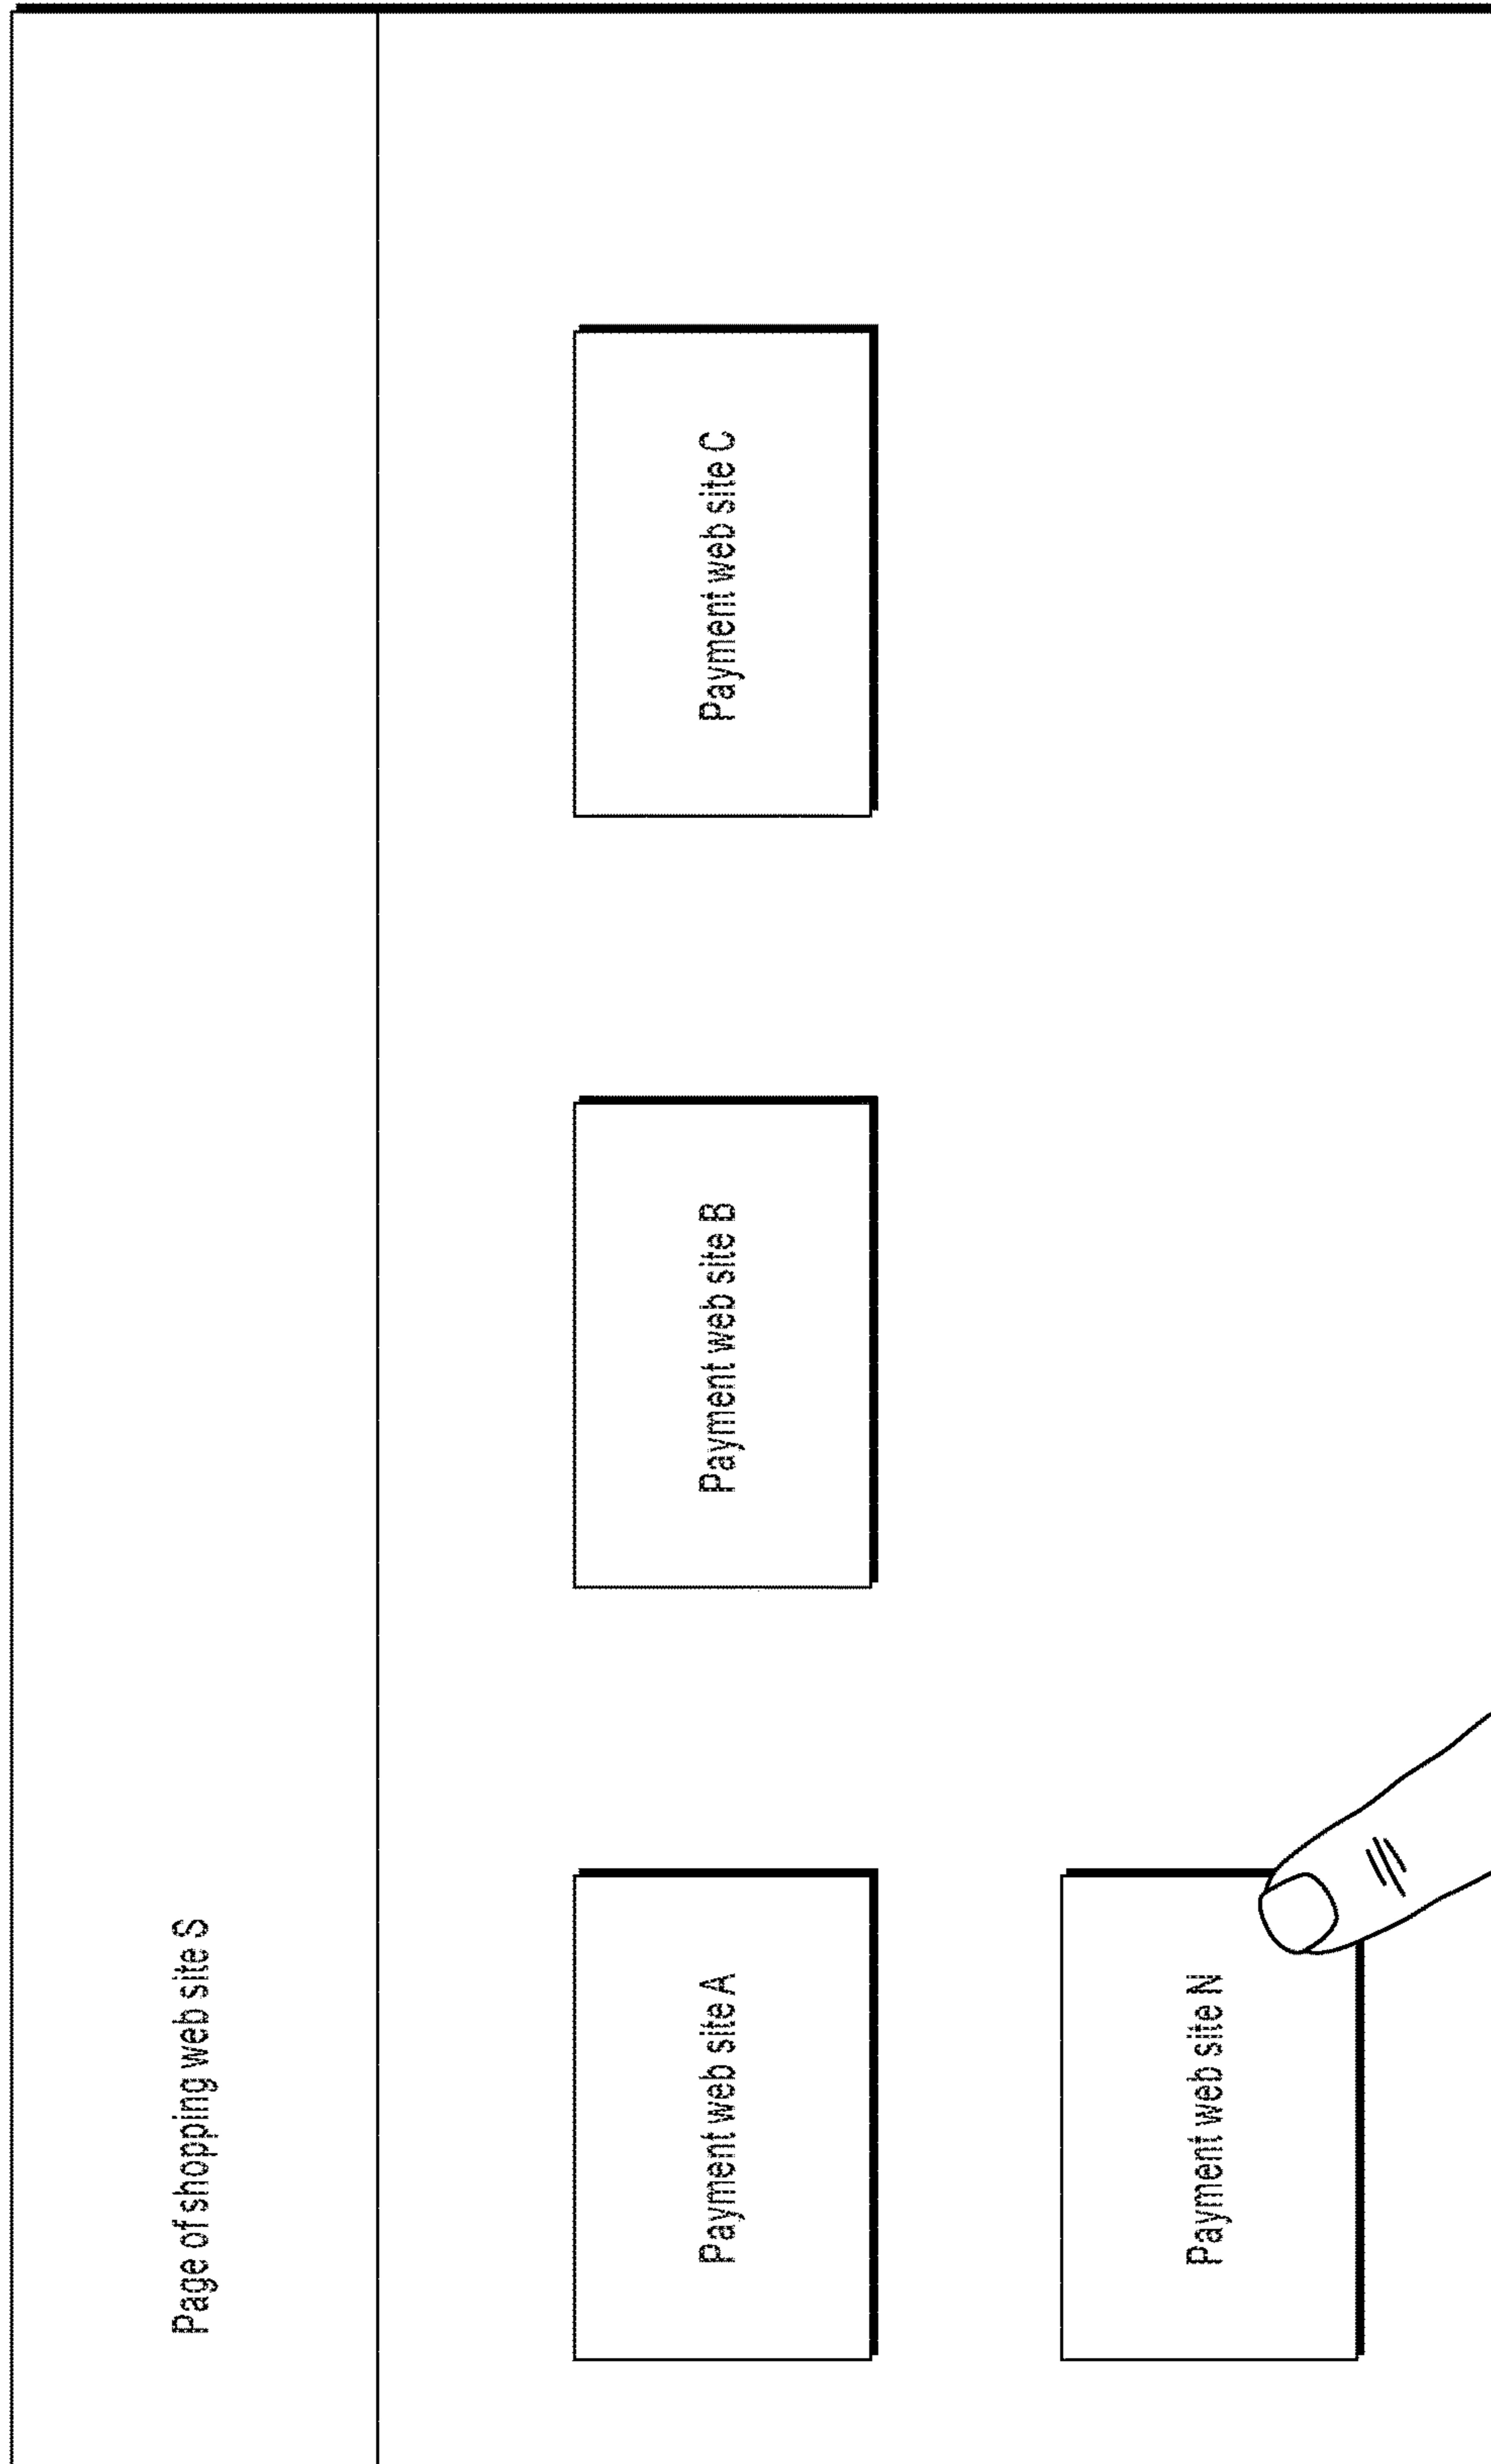 Page of shopping web site S
Payment web site A
Payment web site B
Payment web site C
Payment web site N